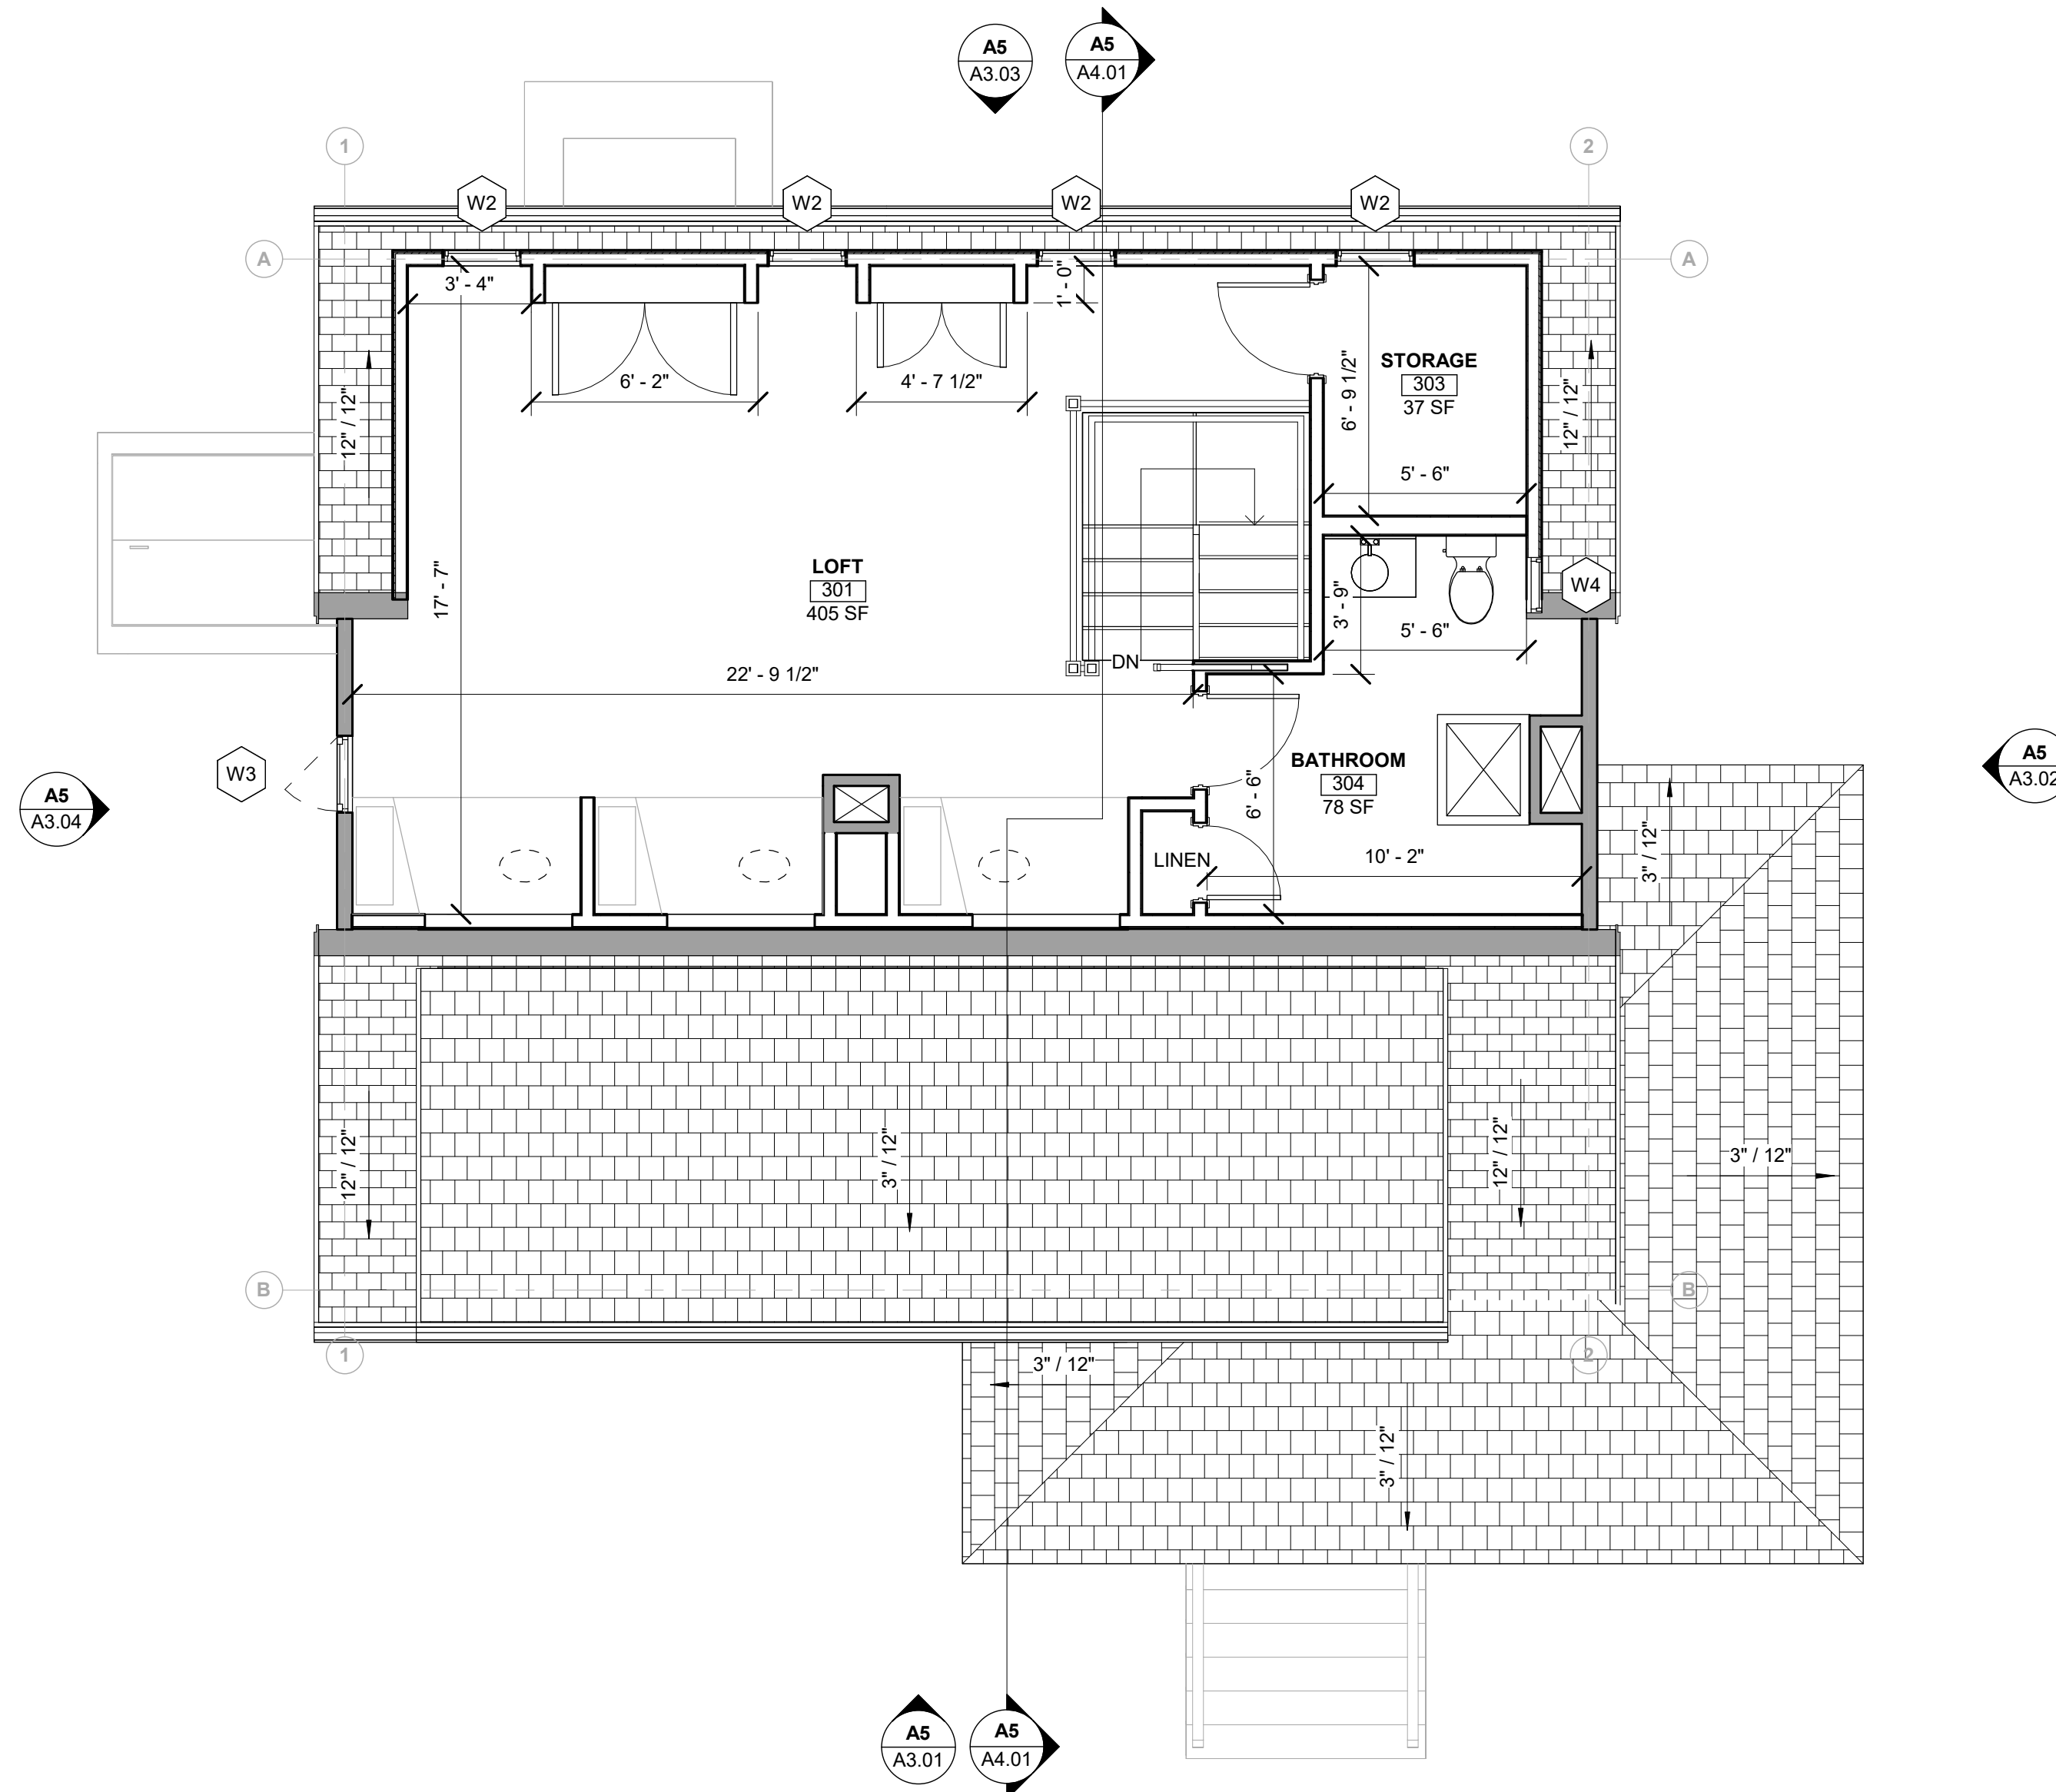 A5
A3.03
A5
A4.01
1
2
W2
W2
W2
W2
A
A
3' - 4"
1' - 0"
6' - 2"
4' - 7 1/2"
6' - 9 1/2"
STORAGE
303
37 SF
12" / 12"
12" / 12"
5' - 6"
17' - 7"
LOFT
301
405 SF
3' - 9"
W4
5' - 6"
DN
22' - 9 1/2"
W3
A5
A3.04
BATHROOM
304
78 SF
6' - 6"
A5
A3.02
3" / 12"
LINEN
10' - 2"
12" / 12"
3" / 12"
12" / 12"
3" / 12"
B
B
1
2
3" / 12"
3" / 12"
A5
A3.01
A5
A4.01